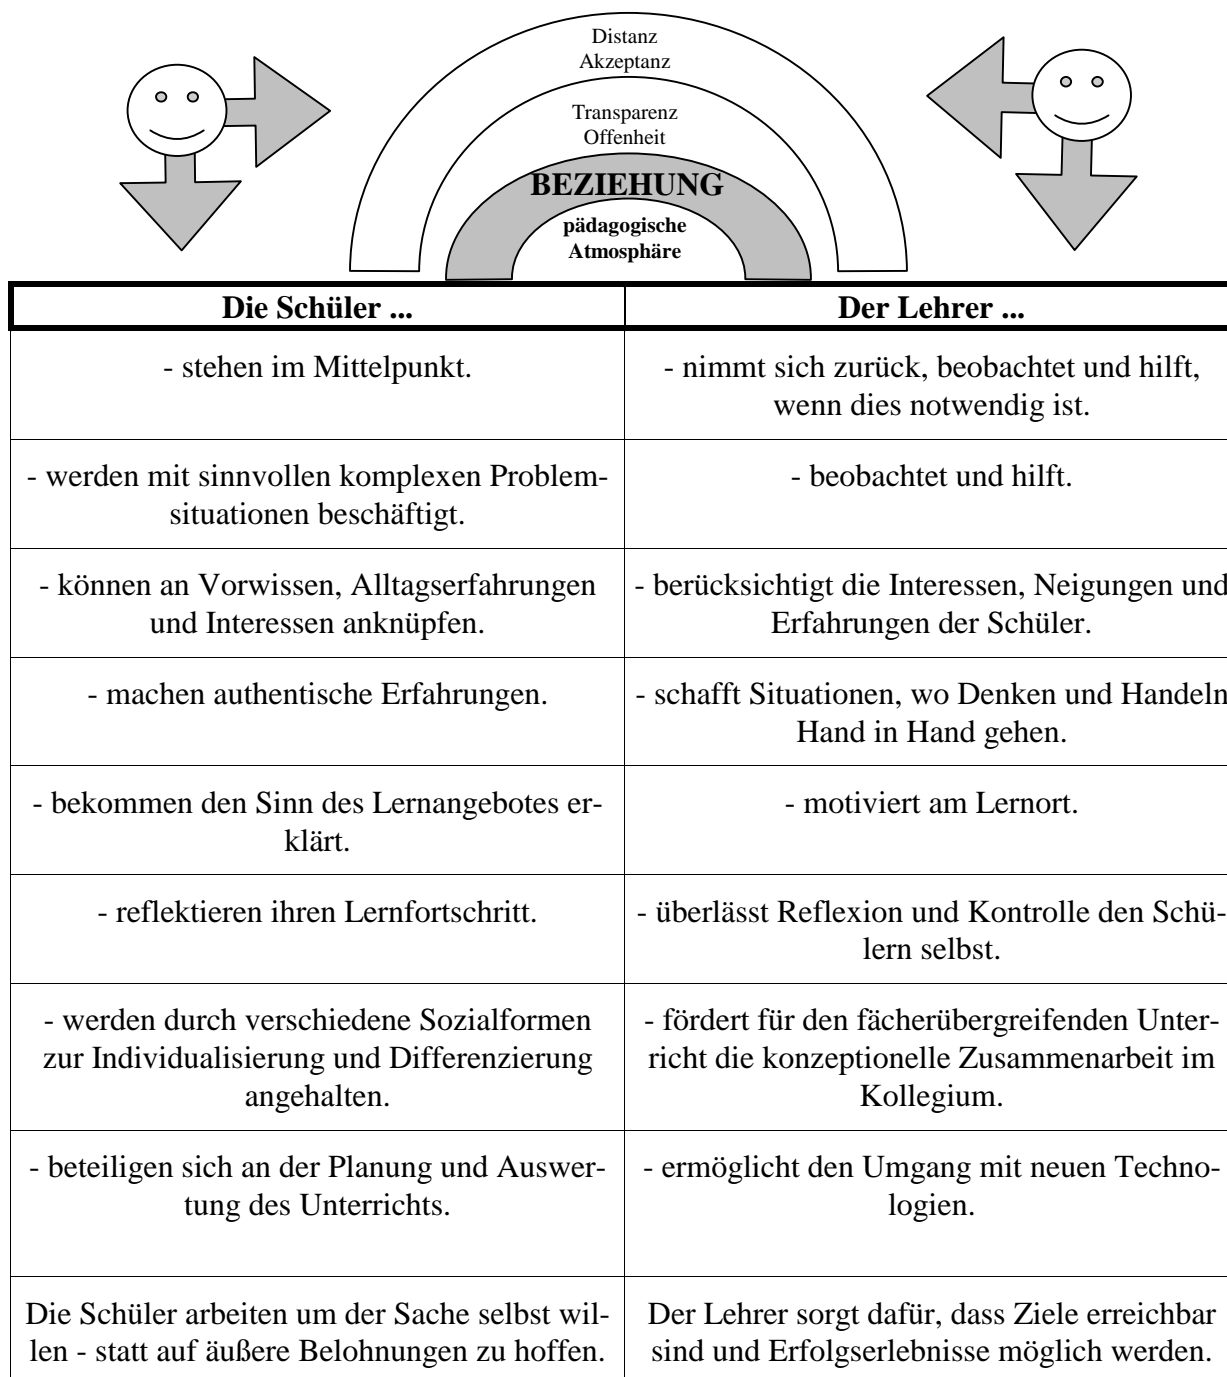 Distanz
Akzeptanz
Transparenz
Offenheit
BEZIEHUNG
pädagogische
Atmosphäre
Die Schüler ...
Der Lehrer ...
- stehen im Mittelpunkt.
- nimmt sich zurück, beobachtet und hilft,
wenn dies notwendig ist.
- werden mit sinnvollen komplexen Problem-
situationen beschäftigt.
- beobachtet und hilft.
- können an Vorwissen, Alltagserfahrungen
und Interessen anknüpfen.
- berücksichtigt die Interessen, Neigungen und
Erfahrungen der Schüler.
- machen authentische Erfahrungen.
- schafft Situationen, wo Denken und Handeln
Hand in Hand gehen.
- bekommen den Sinn des Lernangebotes er-
klärt.
- motiviert am Lernort.
- reflektieren ihren Lernfortschritt.
- überlässt Reflexion und Kontrolle den Schü-
lern selbst.
- werden durch verschiedene Sozialformen
zur Individualisierung und Differenzierung
angehalten.
- fördert für den fächerübergreifenden Unter-
richt die konzeptionelle Zusammenarbeit im
Kollegium.
- beteiligen sich an der Planung und Auswer-
tung des Unterrichts.
- ermöglicht den Umgang mit neuen Techno-
logien.
Die Schüler arbeiten um der Sache selbst wil-
len - statt auf äußere Belohnungen zu hoffen.
Der Lehrer sorgt dafür, dass Ziele erreichbar
sind und Erfolgserlebnisse möglich werden.